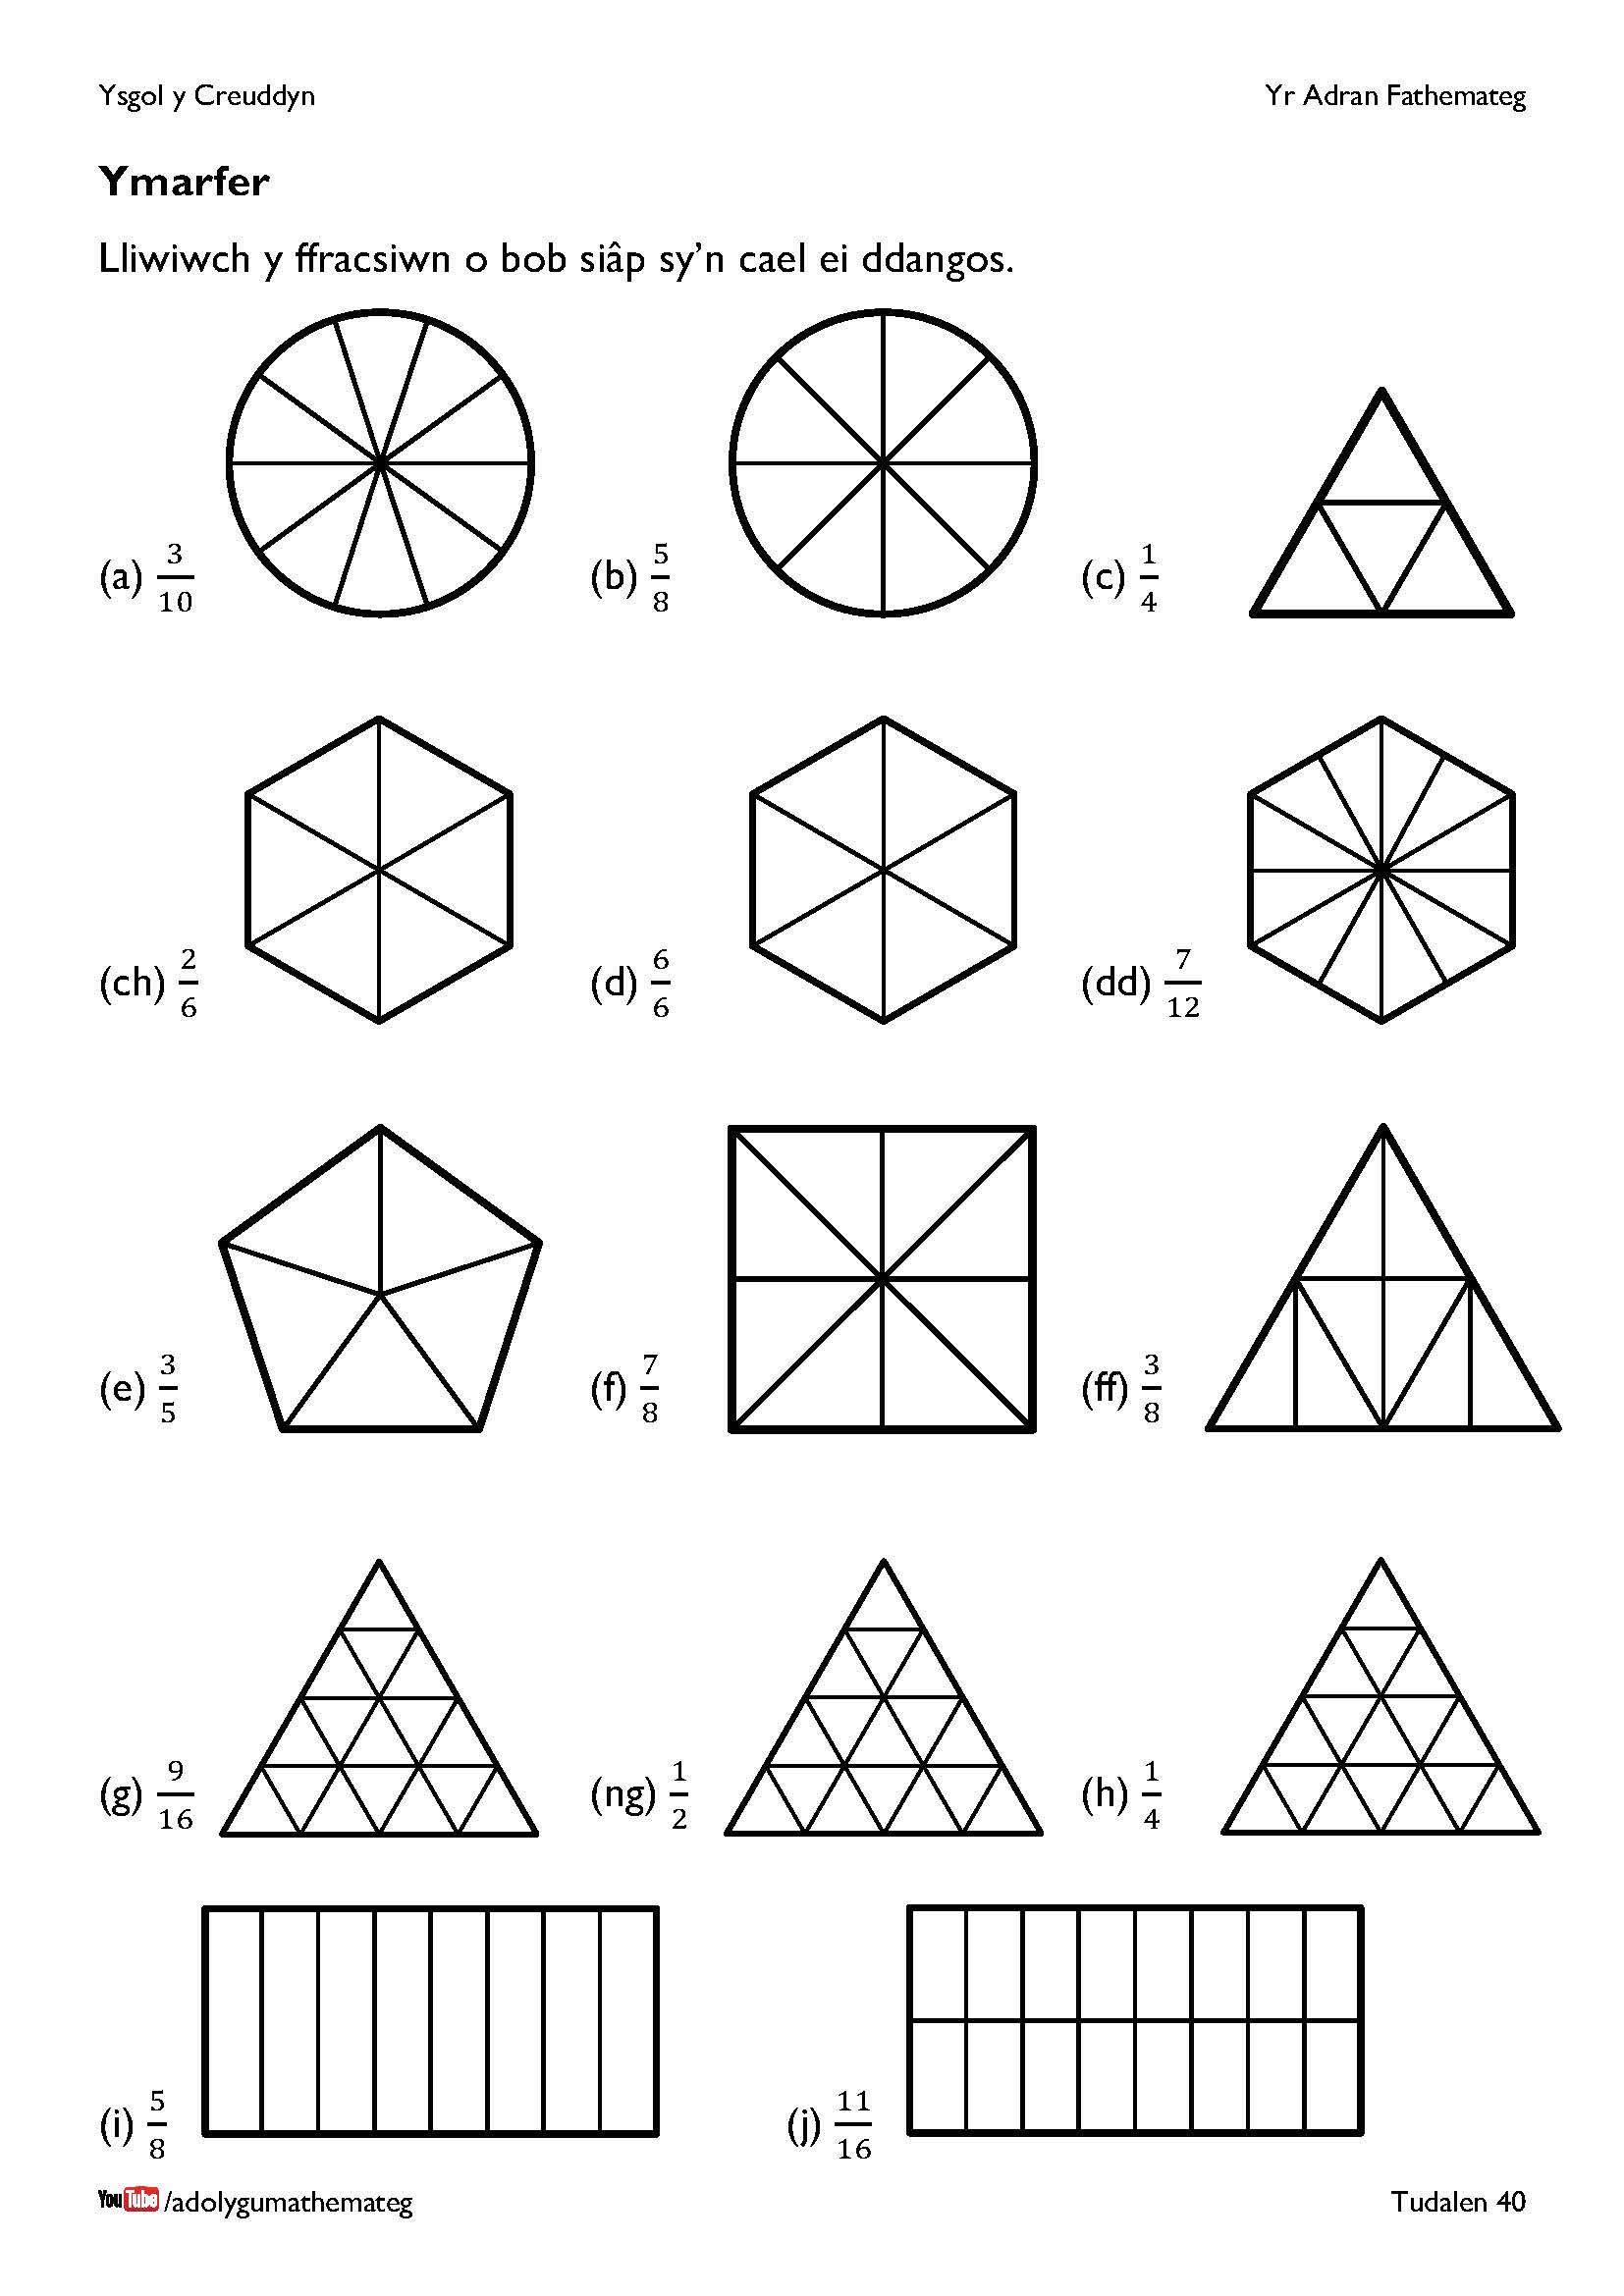 Ysgol y Creuddyn Yr Adran Fathemateg
Ymarfer
Lliwiwch y ffracsiwn o bob siâp sy’n cael ei ddangos.
(a) 3/10 (b) 5/8 (c) 1/4
(ch) 2/6 (d) 6/6 (dd) 7/12
(e) 3/5 (f) 7/8 (ff) 3/8
(g) 9/16 (ng) 1/2 (h) 1/4
(i) 5/8 (j) 11/16
YouTube/adolygumathemateg Tudalen 40